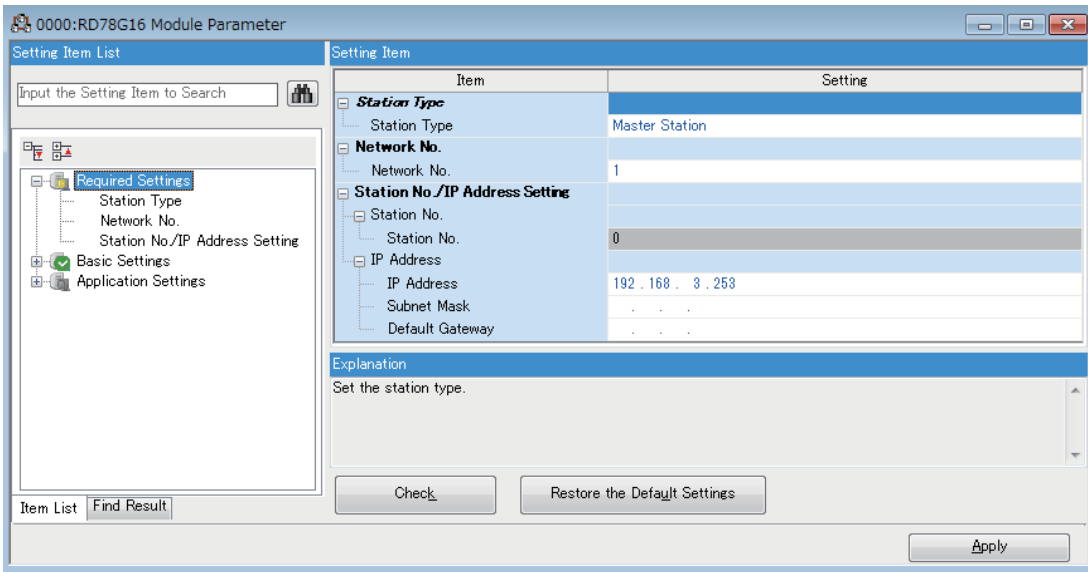 0000:RD78G16 Module Parameter
Setting Item List
Input the Setting Item to Search
Required Settings
Station Type
Network No.
Station No./IP Address Setting
Basic Settings
Application Settings
Item List
Find Result
Setting Item
Item Setting
Station Type
Station Type Master Station
Network No.
Network No. 1
Station No./IP Address Setting
Station No.
Station No. 0
IP Address
IP Address 192 . 168 . 3 . 253
Subnet Mask . . .
Default Gateway . . .
Explanation
Set the station type.
Check
Restore the Default Settings
Apply